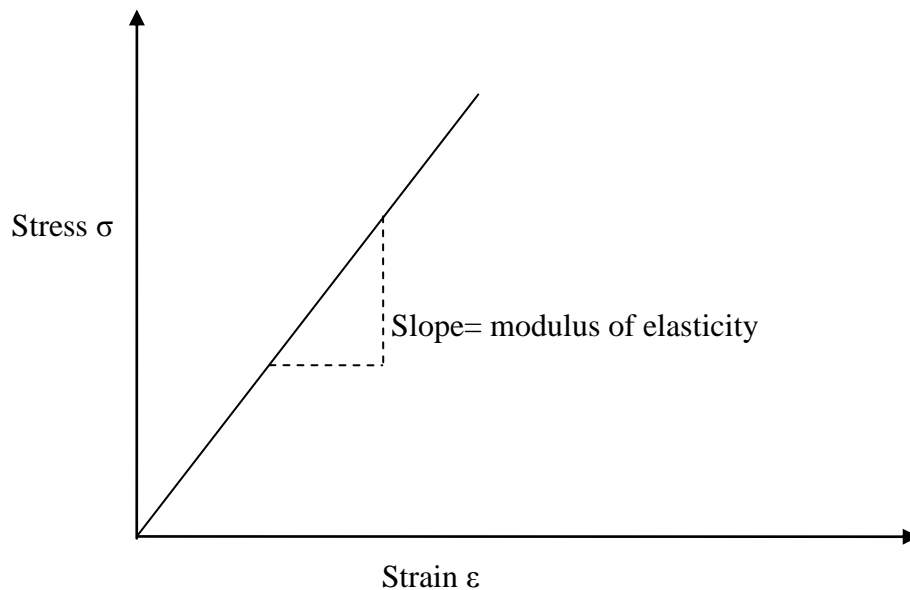 Stress σ
Slope= modulus of elasticity
Strain ε